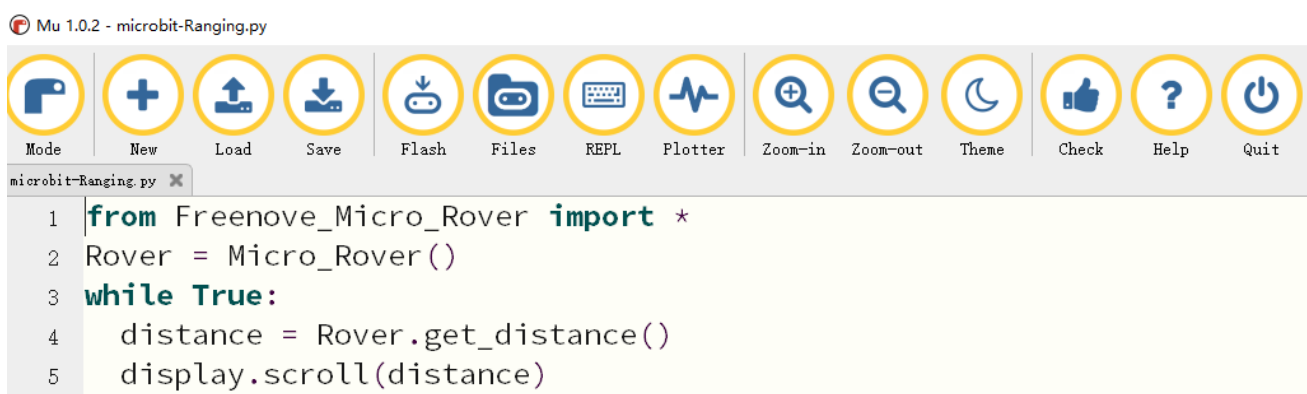 Mu 1.0.2 - microbit-Ranging.py
Mode New Load Save Flash Files REPL Plotter Zoom-in Zoom-out Theme Check Help Quit
microbit-Ranging.py
1 from Freenove_Micro_Rover import *
2 Rover = Micro_Rover()
3 while True:
4   distance = Rover.get_distance()
5   display.scroll(distance)